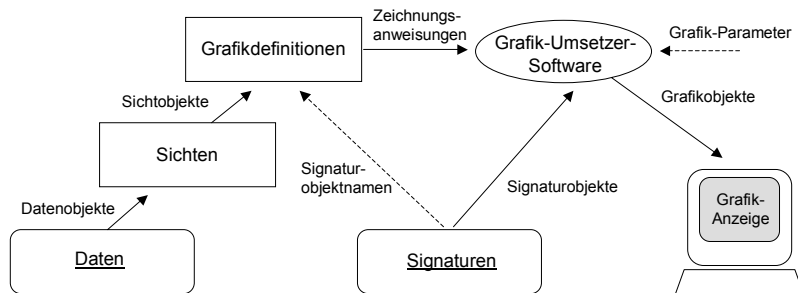 Zeichnungs-
anweisungen
Grafikdefinitionen
Grafik-Umsetzer-
Software
Grafik-Parameter
Sichtobjekte
Grafikobjekte
Sichten
Signatur-
objektnamen
Signaturobjekte
Datenobjekte
Grafik-
Anzeige
Daten
Signaturen